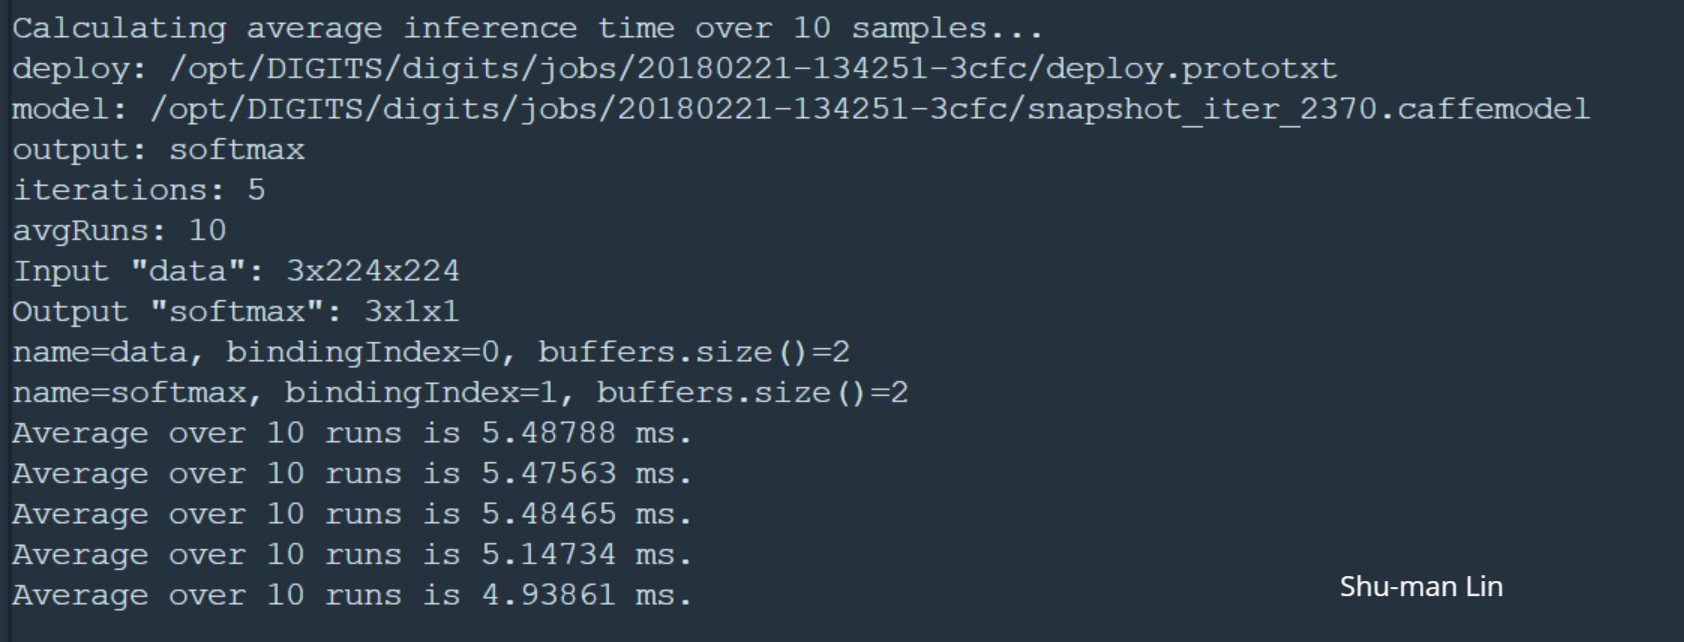 Calculating average inference time over 10 samples...
deploy: /opt/DIGITS/digits/jobs/20180221-134251-3cfc/deploy.prototxt
model: /opt/DIGITS/digits/jobs/20180221-134251-3cfc/snapshot_iter_2370.caffemodel
output: softmax
iterations: 5
avgRuns: 10
Input "data": 3x224x224
Output "softmax": 3x1x1
name=data, bindingIndex=0, buffers.size()=2
name=softmax, bindingIndex=1, buffers.size()=2
Average over 10 runs is 5.48788 ms.
Average over 10 runs is 5.47563 ms.
Average over 10 runs is 5.48465 ms.
Average over 10 runs is 5.14734 ms.
Average over 10 runs is 4.93861 ms.
Shu-man Lin